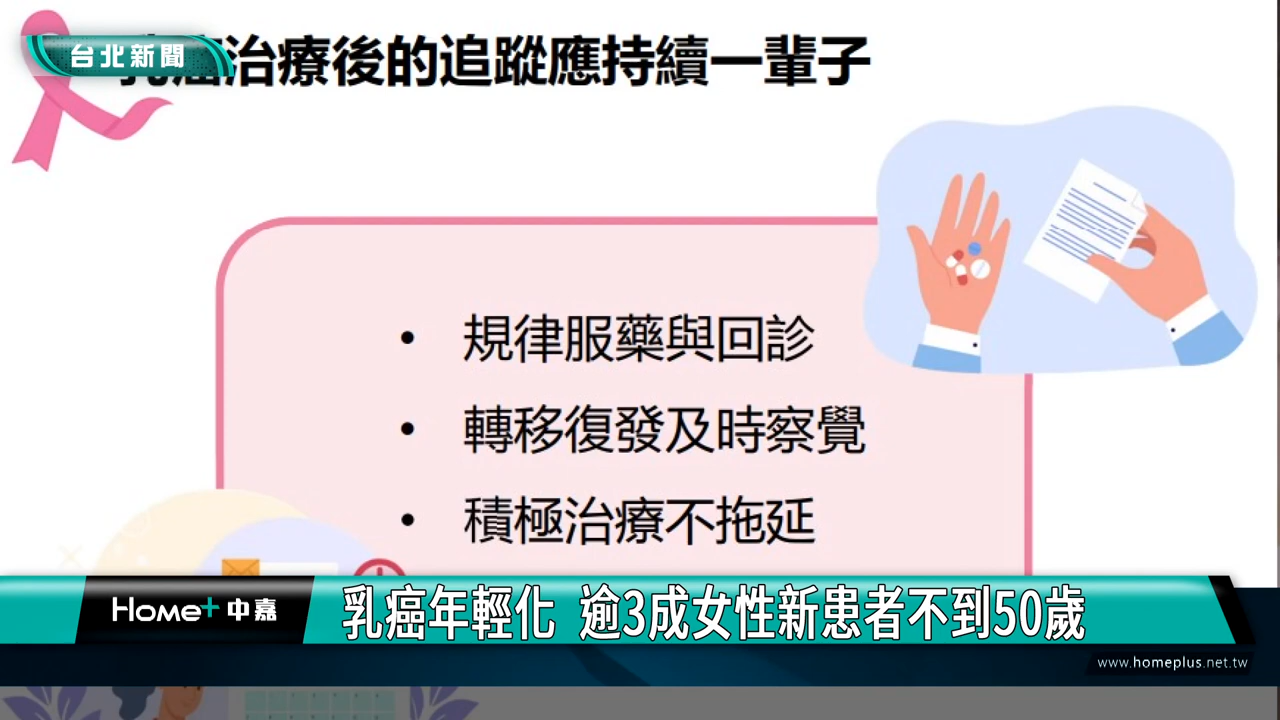 台北新聞
治療後的追蹤應持續一輩子
• 規律服藥與回診
• 轉移復發及時察覺
• 積極治療不拖延
Home+中嘉
乳癌年輕化 逾3成女性新患者不到50歲
www.homeplus.net.tw